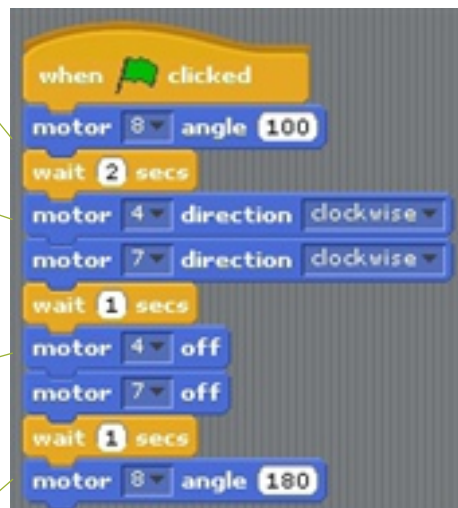 when clicked
motor 8 angle 100
wait 2 secs
motor 4 direction clockwise
motor 7 direction clockwise
wait 1 secs
motor 4 off
motor 7 off
wait 1 secs
motor 8 angle 180